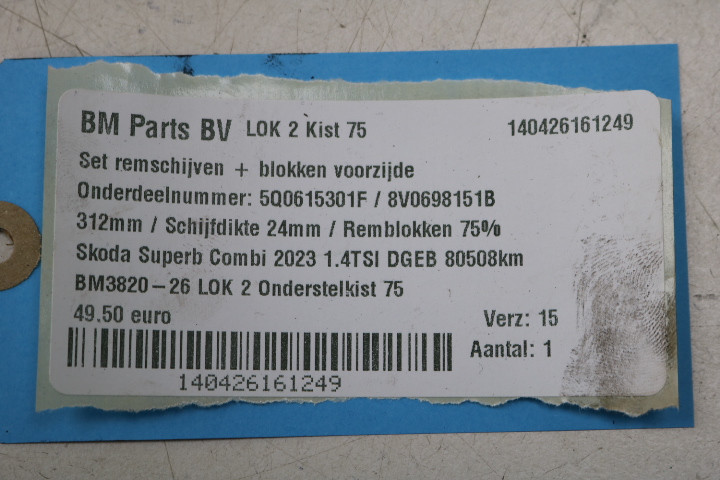 BM Parts BV LOK 2 Kist 75 140426161249
Set remschijven + blokken voorzijde
Onderdeelnummer: 5Q0615301F / 8V0698151B
312mm / Schijfdikte 24mm / Remblokken 75%
Skoda Superb Combi 2023 1.4TSI DGEB 80508km
BM3820-26 LOK 2 Onderstelkist 75
49.50 euro Verz: 15
Aantal: 1
140426161249